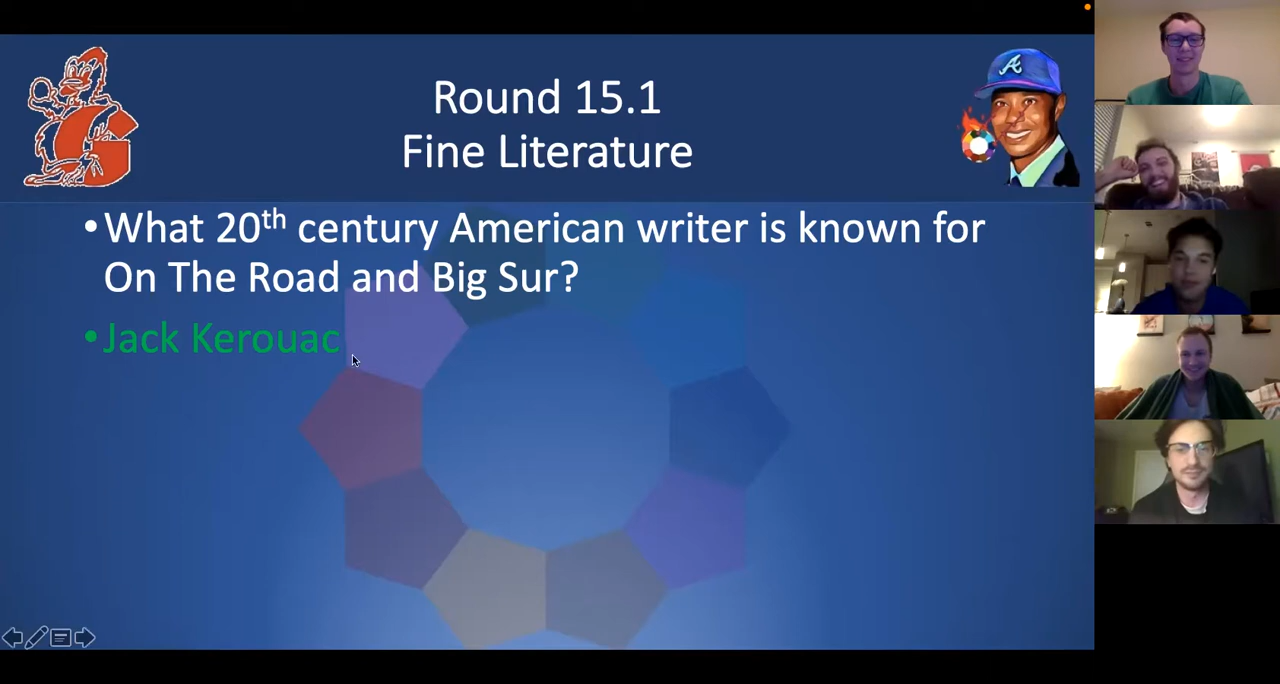 Round 15.1
Fine Literature
•What 20th century American writer is known for
On The Road and Big Sur?
•Jack Kerouac
G
A